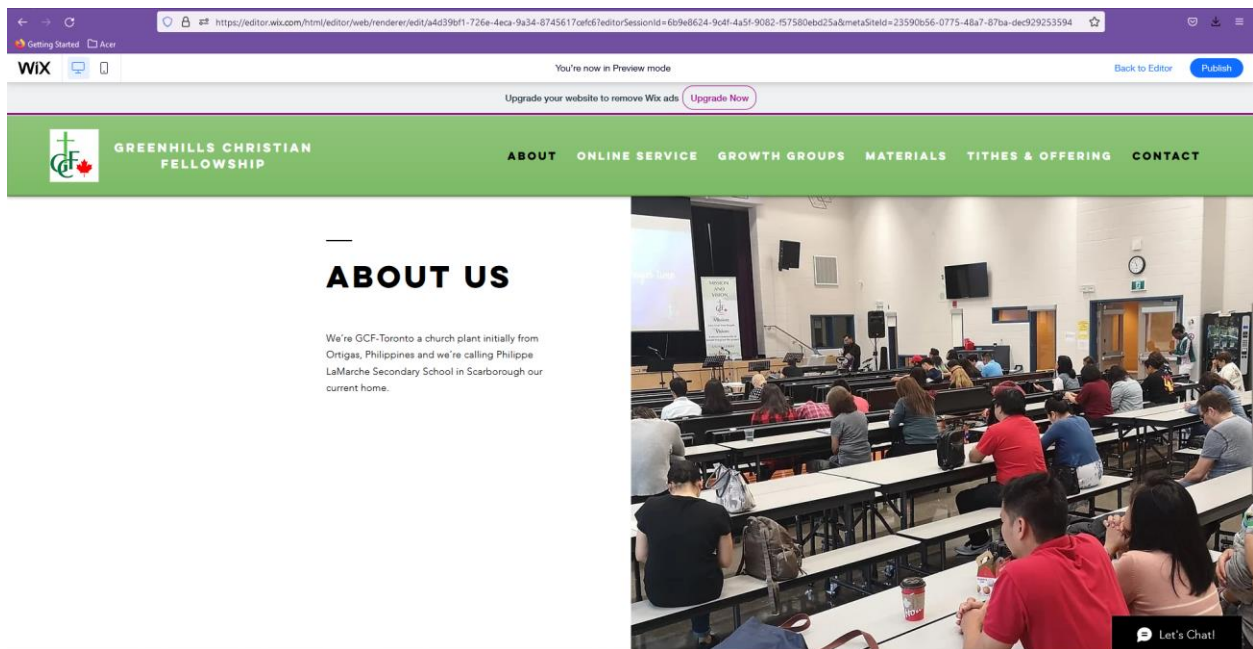 https://editor.wix.com/html/editor/web/renderer/edit/a4d39bf1-726e-4eca-9a34-8745617cefc6?editorSessionId=6b9e8624-9c4f-4a5f-9082-f57580ebd25a&metaSiteId=23590b56-0775-48a7-87ba-dec929253594
Getting Started Acer
WiX You're now in Preview mode Back to Editor Publish
Upgrade your website to remove Wix ads Upgrade Now
GCF
GREENHILLS CHRISTIAN
FELLOWSHIP
ABOUT ONLINE SERVICE GROWTH GROUPS MATERIALS TITHES & OFFERING CONTACT
ABOUT US
We're GCF-Toronto a church plant initially from
Ortigas, Philippines and we're calling Philippe
LaMarche Secondary School in Scarborough our
current home.
MISSION
AND
VISION
Let's Chat!